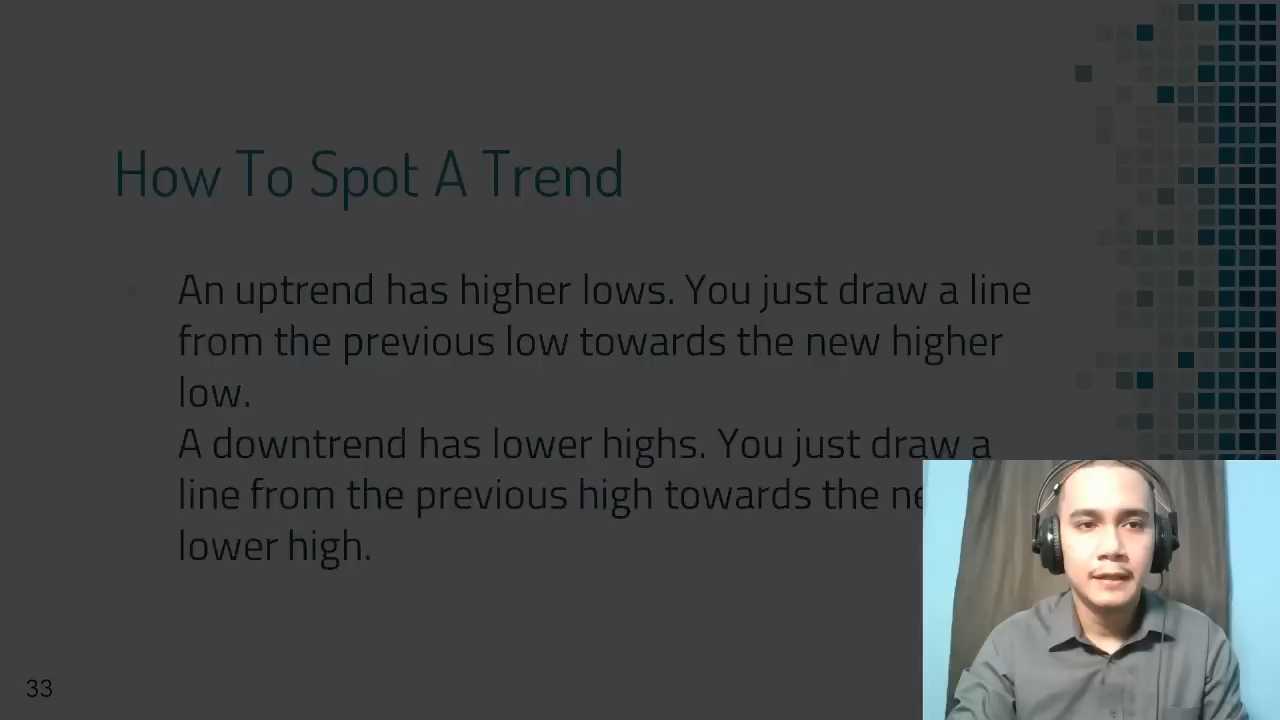 How To Spot A Trend
An uptrend has higher lows. You just draw a line
from the previous low towards the new higher
low.
A downtrend has lower highs. You just draw a
line from the previous high towards the
lower high.
33